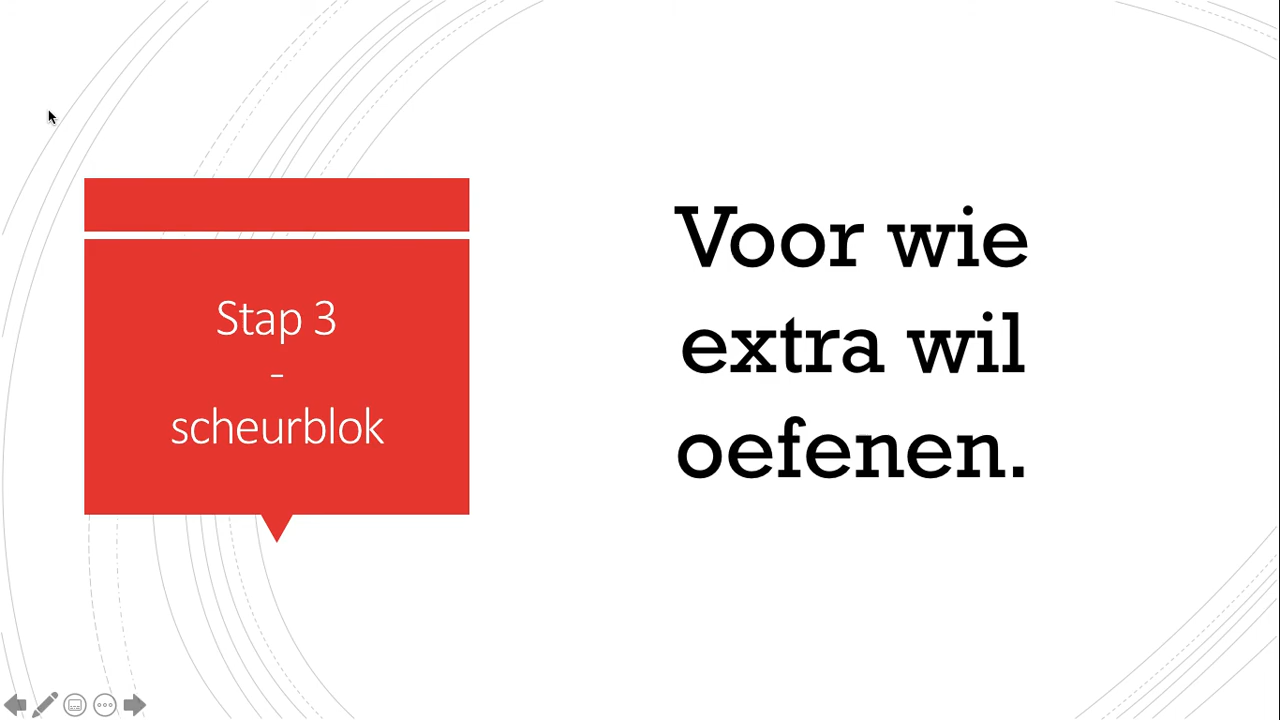 Stap 3
-
scheurblok
Voor wie
extra wil
oefenen.